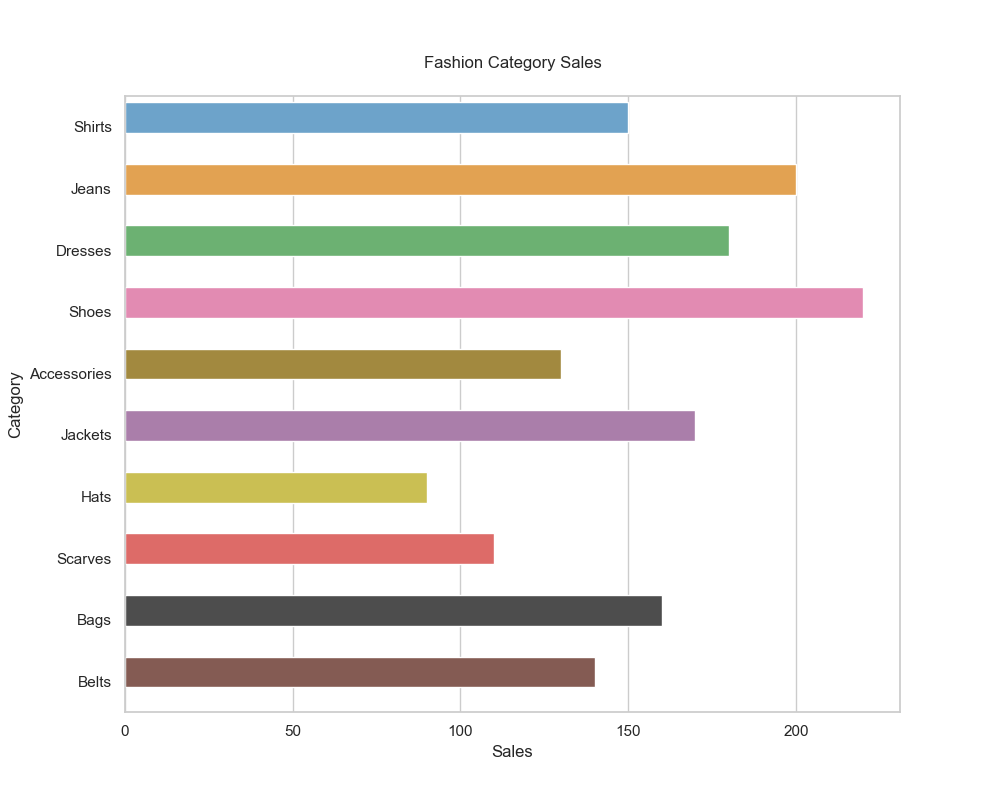 Fashion Category Sales
Category
Shirts
Jeans
Dresses
Shoes
Accessories
Jackets
Hats
Scarves
Bags
Belts
0 50 100 150 200
Sales